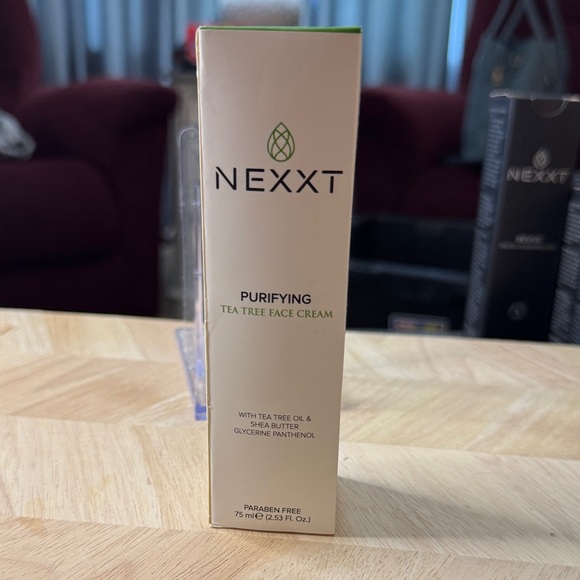 NEXXT
PURIFYING
TEA TREE FACE CREAM
WITH TEA TREE OIL &
SHEA BUTTER
GLYCERINE PANTHENOL
PARABEN FREE
75 ml℮ (2.53 Fl. Oz.)
NEXXT